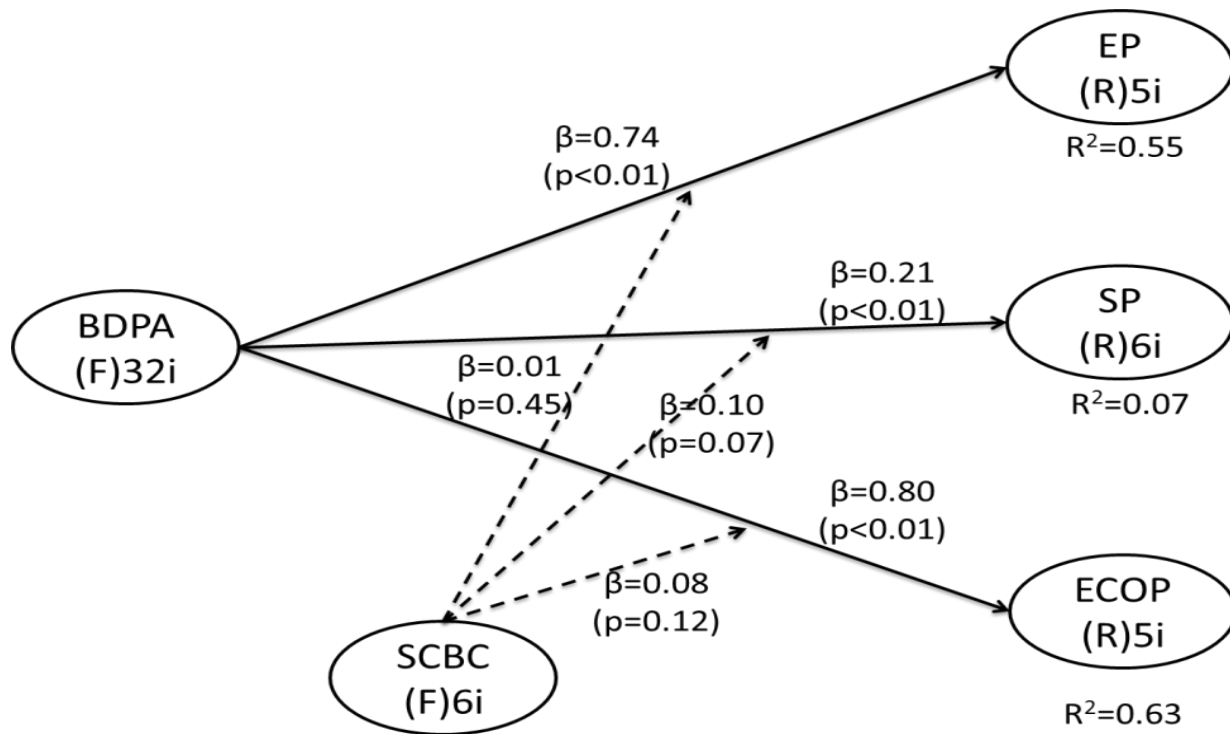 EP
(R)5i
R²=0.55
β=0.74
(p<0.01)
β=0.21
(p<0.01)
SP
(R)6i
R²=0.07
BDPA
(F)32i
β=0.01
(p=0.45)
β=0.10
(p=0.07)
β=0.80
(p<0.01)
β=0.08
(p=0.12)
ECOP
(R)5i
R²=0.63
SCBC
(F)6i